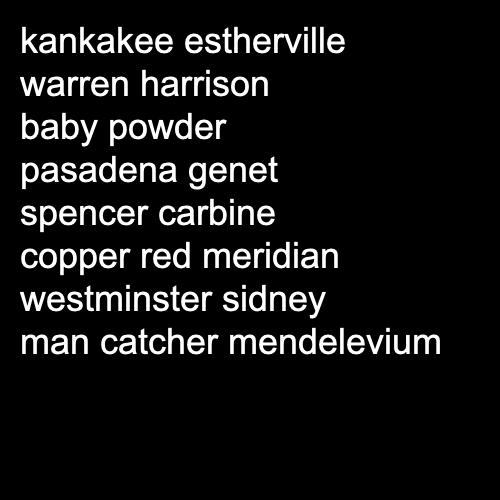 kankakee estherville
warren harrison
baby powder
pasadena genet
spencer carbine
copper red meridian
westminster sidney
man catcher mendelevium